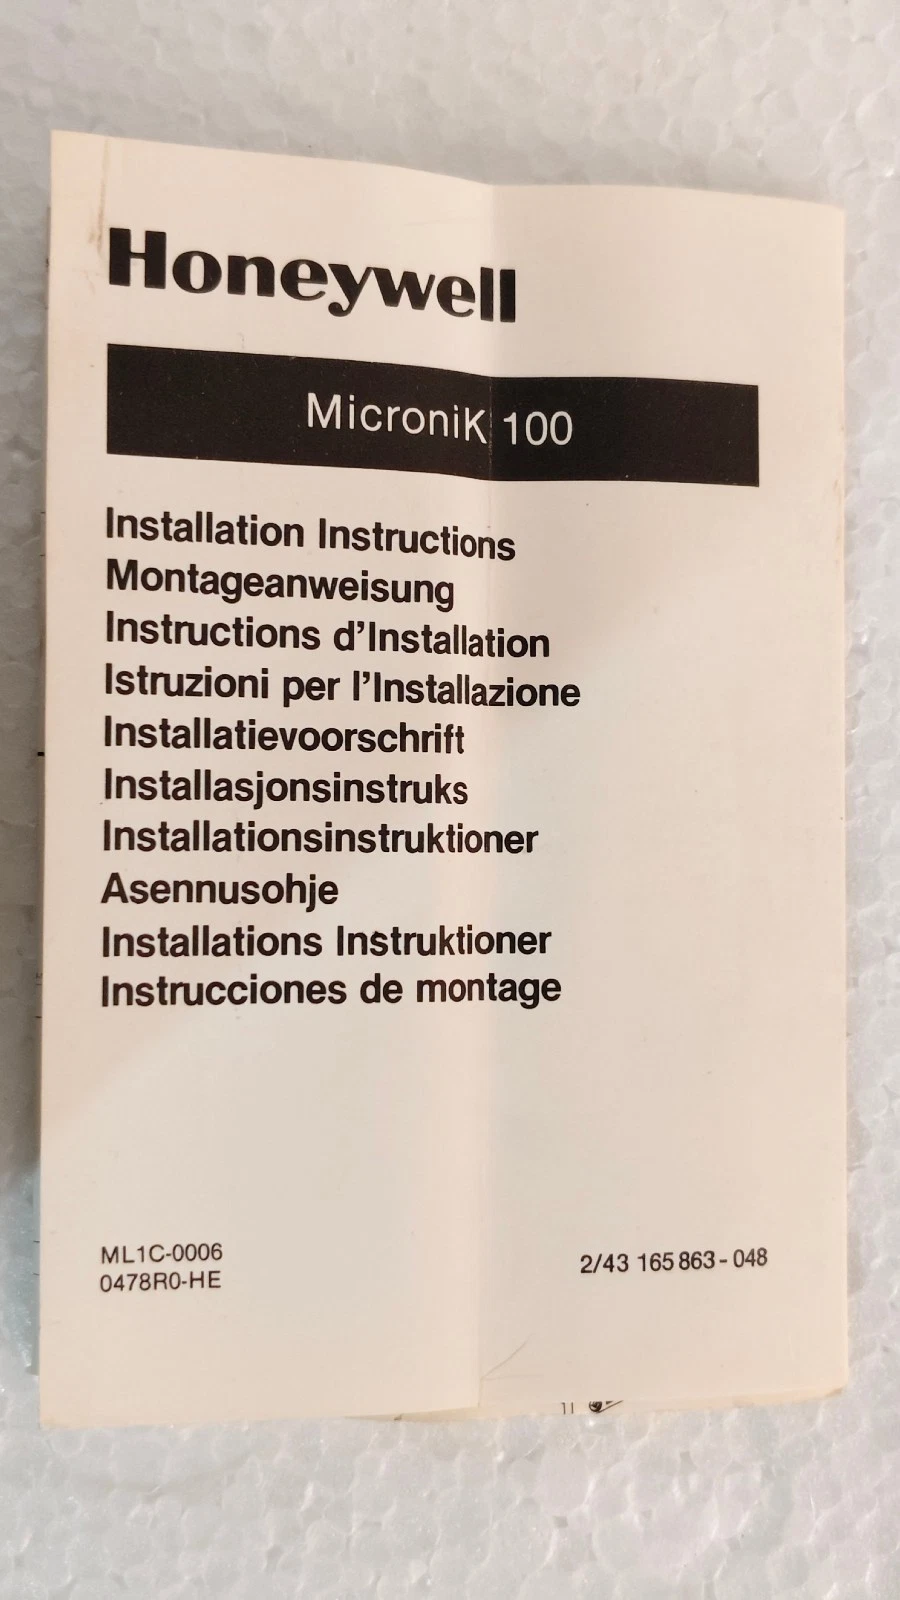 Honeywell
MicroniK 100
Installation Instructions
Montageanweisung
Instructions d'Installation
Istruzioni per l'Installazione
Installatievoorschrift
Installasjonsinstruks
Installationsinstruktioner
Asennusohje
Installations Instruktioner
Instrucciones de montage
ML1C-0006
0478R0-HE
2/43 165 863-048